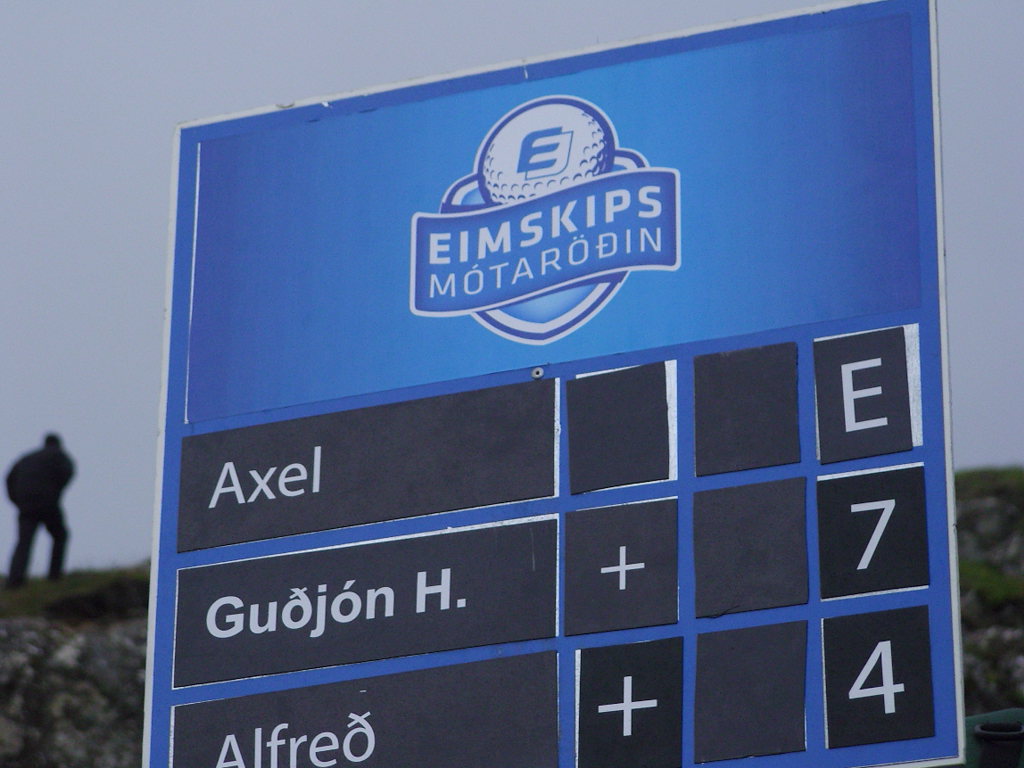 E
EIMSKIPS
MÓTARÖÐIN
Axel E
Guðjón H. + 7
Alfreð + 4